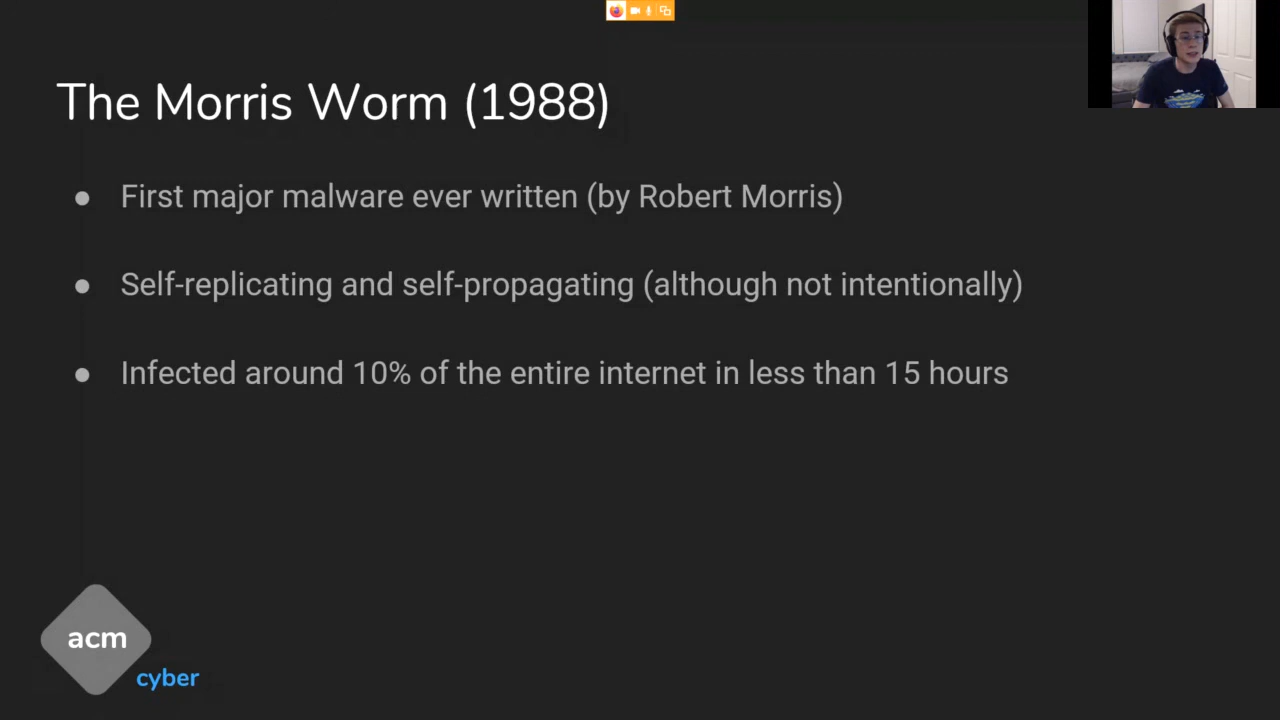 The Morris Worm (1988)
● First major malware ever written (by Robert Morris)
● Self-replicating and self-propagating (although not intentionally)
● Infected around 10% of the entire internet in less than 15 hours
acm
cyber